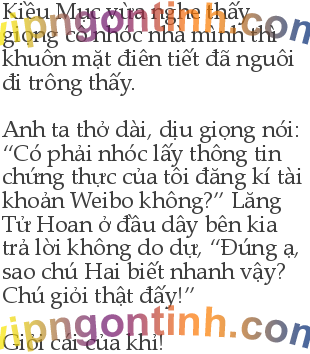 Kiều Mục vừa nghe thấy
giọng cô nhóc nhà mình thì
khuôn mặt điên tiết đã nguôi
đi trông thấy.
Anh ta thở dài, dịu giọng nói:
“Có phải nhóc lấy thông tin
chứng thực của tôi đăng kí tài
khoản Weibo không?” Lăng
Tử Hoan ở đầu dây bên kia
trả lời không do dự, “Đúng ạ,
sao chú Hai biết nhanh vậy?
Chú giỏi thật đấy!”
vipngontinh.com
Giỏi cái của khỉ!